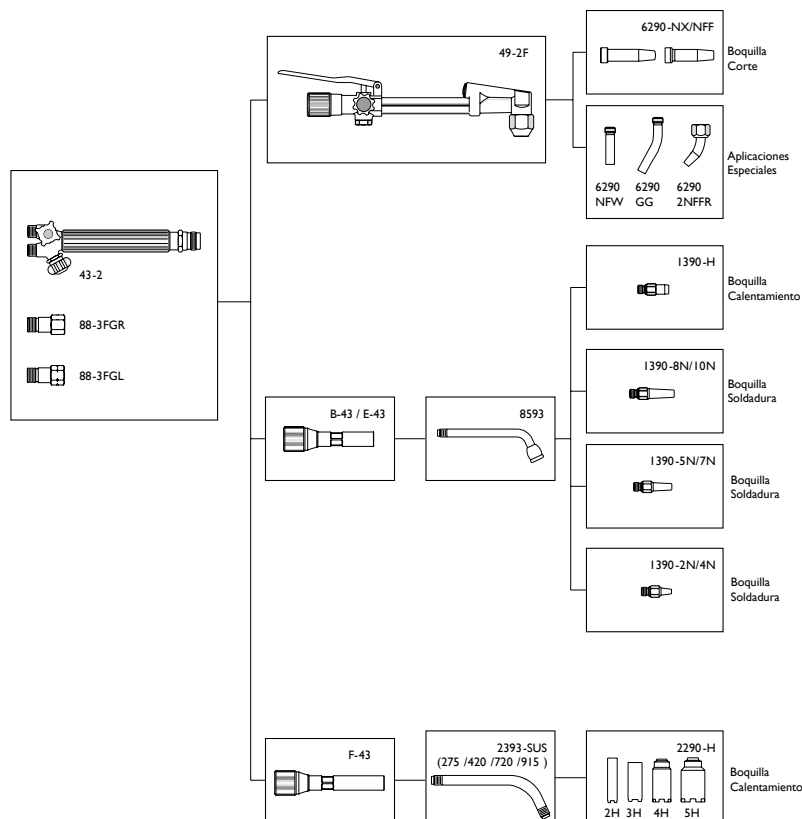 49-2F
6290-NX/NFF
Boquilla
Corte
6290
NFW
6290
GG
6290
2NFFR
Aplicaciones
Especiales
43-2
88-3FGR
88-3FGL
1390-H
Boquilla
Calentamiento
B-43 / E-43
8593
1390-8N/10N
Boquilla
Soldadura
1390-5N/7N
Boquilla
Soldadura
1390-2N/4N
Boquilla
Soldadura
F-43
2393-SUS
(275 /420 /720 /915 )
2290-H
2H 3H 4H 5H
Boquilla
Calentamiento